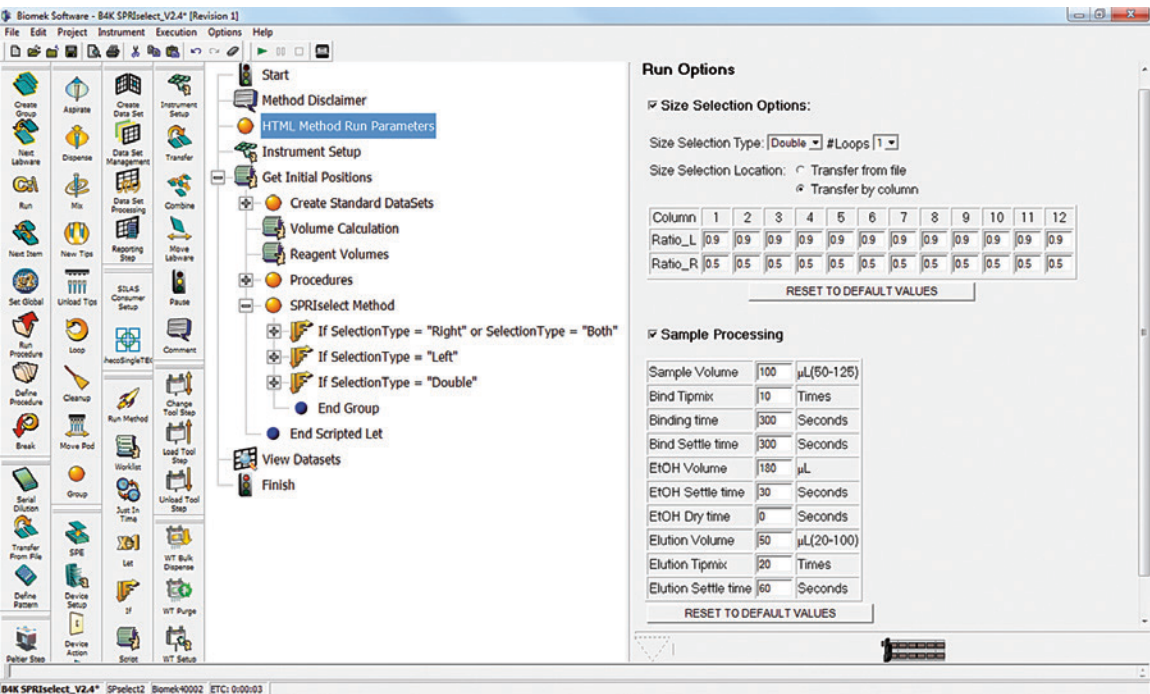 Biomek Software - B4K SPRIselect_V2.4* [Revision 1]
File Edit Project Instrument Execution Options Help
Create Group
Aspirate
Create Data Set
Instrument Setup
Next Labware
Dispense
Data Set Management
Transfer
Run
Mix
Data Set Processing
Combine
Next Item
New Tips
Reporting Step
Move Labware
Set Global
Unload Tips
SILAS Consumer Setup
Pause
Run Procedure
Loop
hecoSingleTEC
Comment
Define Procedure
Cleanup
Run Method
Change Tool Step
Break
Move Pod
Worklist
Load Tool Step
Serial Dilution
Group
Just In Time
Unload Tool Step
Transfer From File
SPE
Let
WT Bulk Dispense
Define Pattern
Device Setup
If
WT Purge
Peltier Step
Device Action
Script
WT Setup
Start
Method Disclaimer
HTML Method Run Parameters
Instrument Setup
Get Initial Positions
Create Standard DataSets
Volume Calculation
Reagent Volumes
Procedures
SPRIselect Method
If SelectionType = "Right" or SelectionType = "Both"
If SelectionType = "Left"
If SelectionType = "Double"
End Group
End Scripted Let
View Datasets
Finish
Run Options
Size Selection Options:
Size Selection Type: Double #Loops 1
Size Selection Location: Transfer from file
Transfer by column
Column 1 2 3 4 5 6 7 8 9 10 11 12
Ratio_L 0.9 0.9 0.9 0.9 0.9 0.9 0.9 0.9 0.9 0.9 0.9 0.9
Ratio_R 0.5 0.5 0.5 0.5 0.5 0.5 0.5 0.5 0.5 0.5 0.5 0.5
RESET TO DEFAULT VALUES
Sample Processing
Sample Volume 100 µL(50-125)
Bind Tipmix 10 Times
Binding time 300 Seconds
Bind Settle time 300 Seconds
EtOH Volume 180 µL
EtOH Settle time 30 Seconds
EtOH Dry time 0 Seconds
Elution Volume 50 µL(20-100)
Elution Tipmix 20 Times
Elution Settle time 60 Seconds
RESET TO DEFAULT VALUES
B4K SPRIselect_V2.4* SPselect2 Biomek40002 ETC: 0:00:03